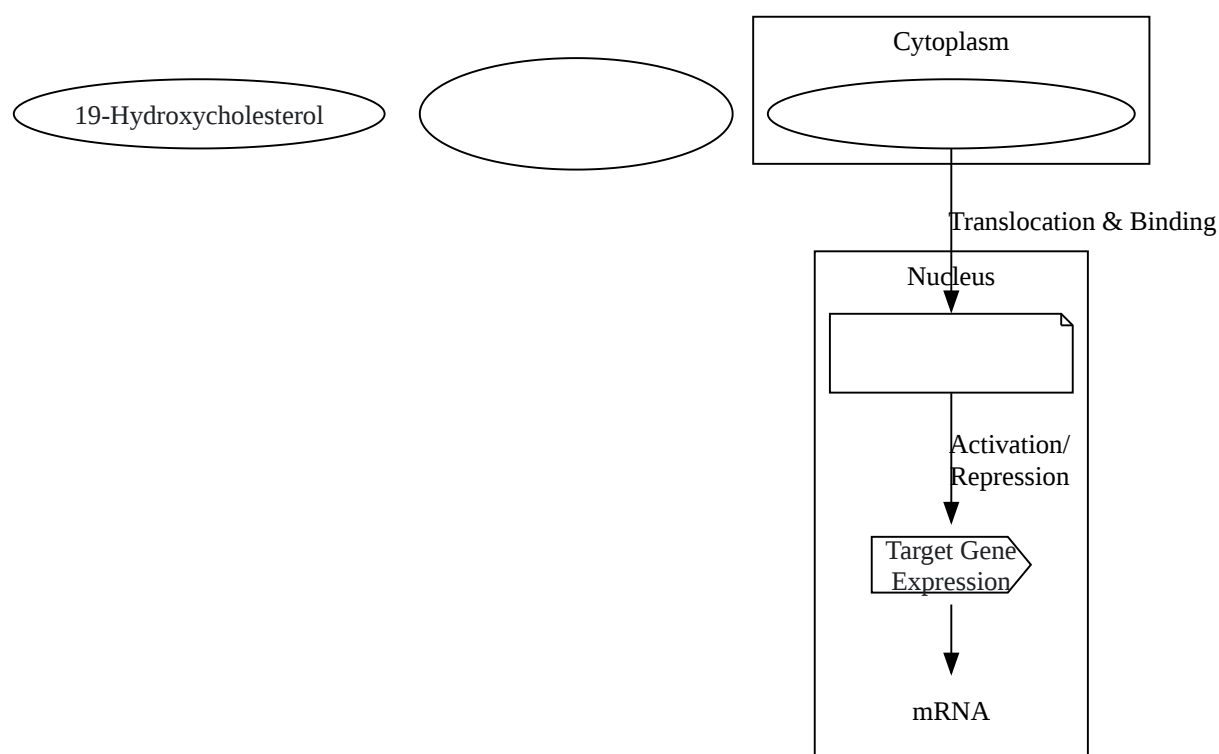 Cytoplasm
19-Hydroxycholesterol
Translocation & Binding
Nucleus
Activation/
Repression
Target Gene
Expression
mRNA